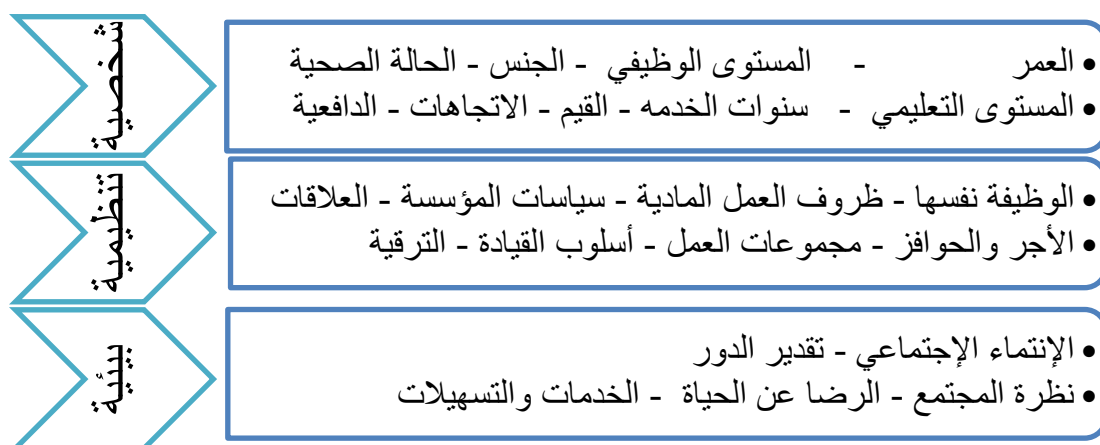 شخصية
• العمر - المستوى الوظيفي - الجنس - الحالة الصحية
• المستوى التعليمي - سنوات الخدمه - القيم - الاتجاهات - الدافعية
تنظيمية
• الوظيفة نفسها - ظروف العمل المادية - سياسات المؤسسة - العلاقات
• الأجر والحوافز - مجموعات العمل - أسلوب القيادة - الترقية
بيئية
• الإنتماء الإجتماعي - تقدير الدور
• نظرة المجتمع - الرضا عن الحياة - الخدمات والتسهيلات